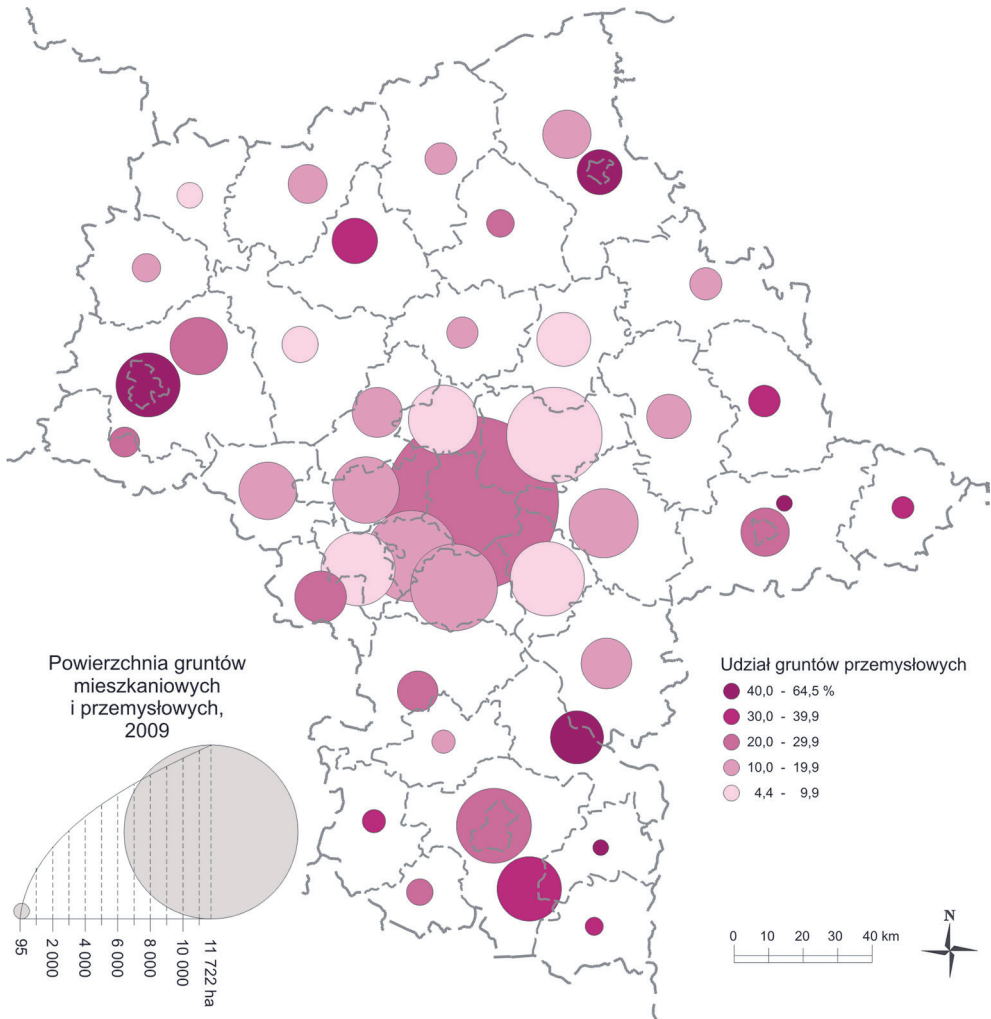 Powierzchnia gruntów
mieszkaniowych
i przemysłowych,
2009
95
2 000
4 000
6 000
8 000
10 000
11 722 ha
Udział gruntów przemysłowych
40,0 - 64,5 %
30,0 - 39,9
20,0 - 29,9
10,0 - 19,9
4,4 - 9,9
0 10 20 40 km
N